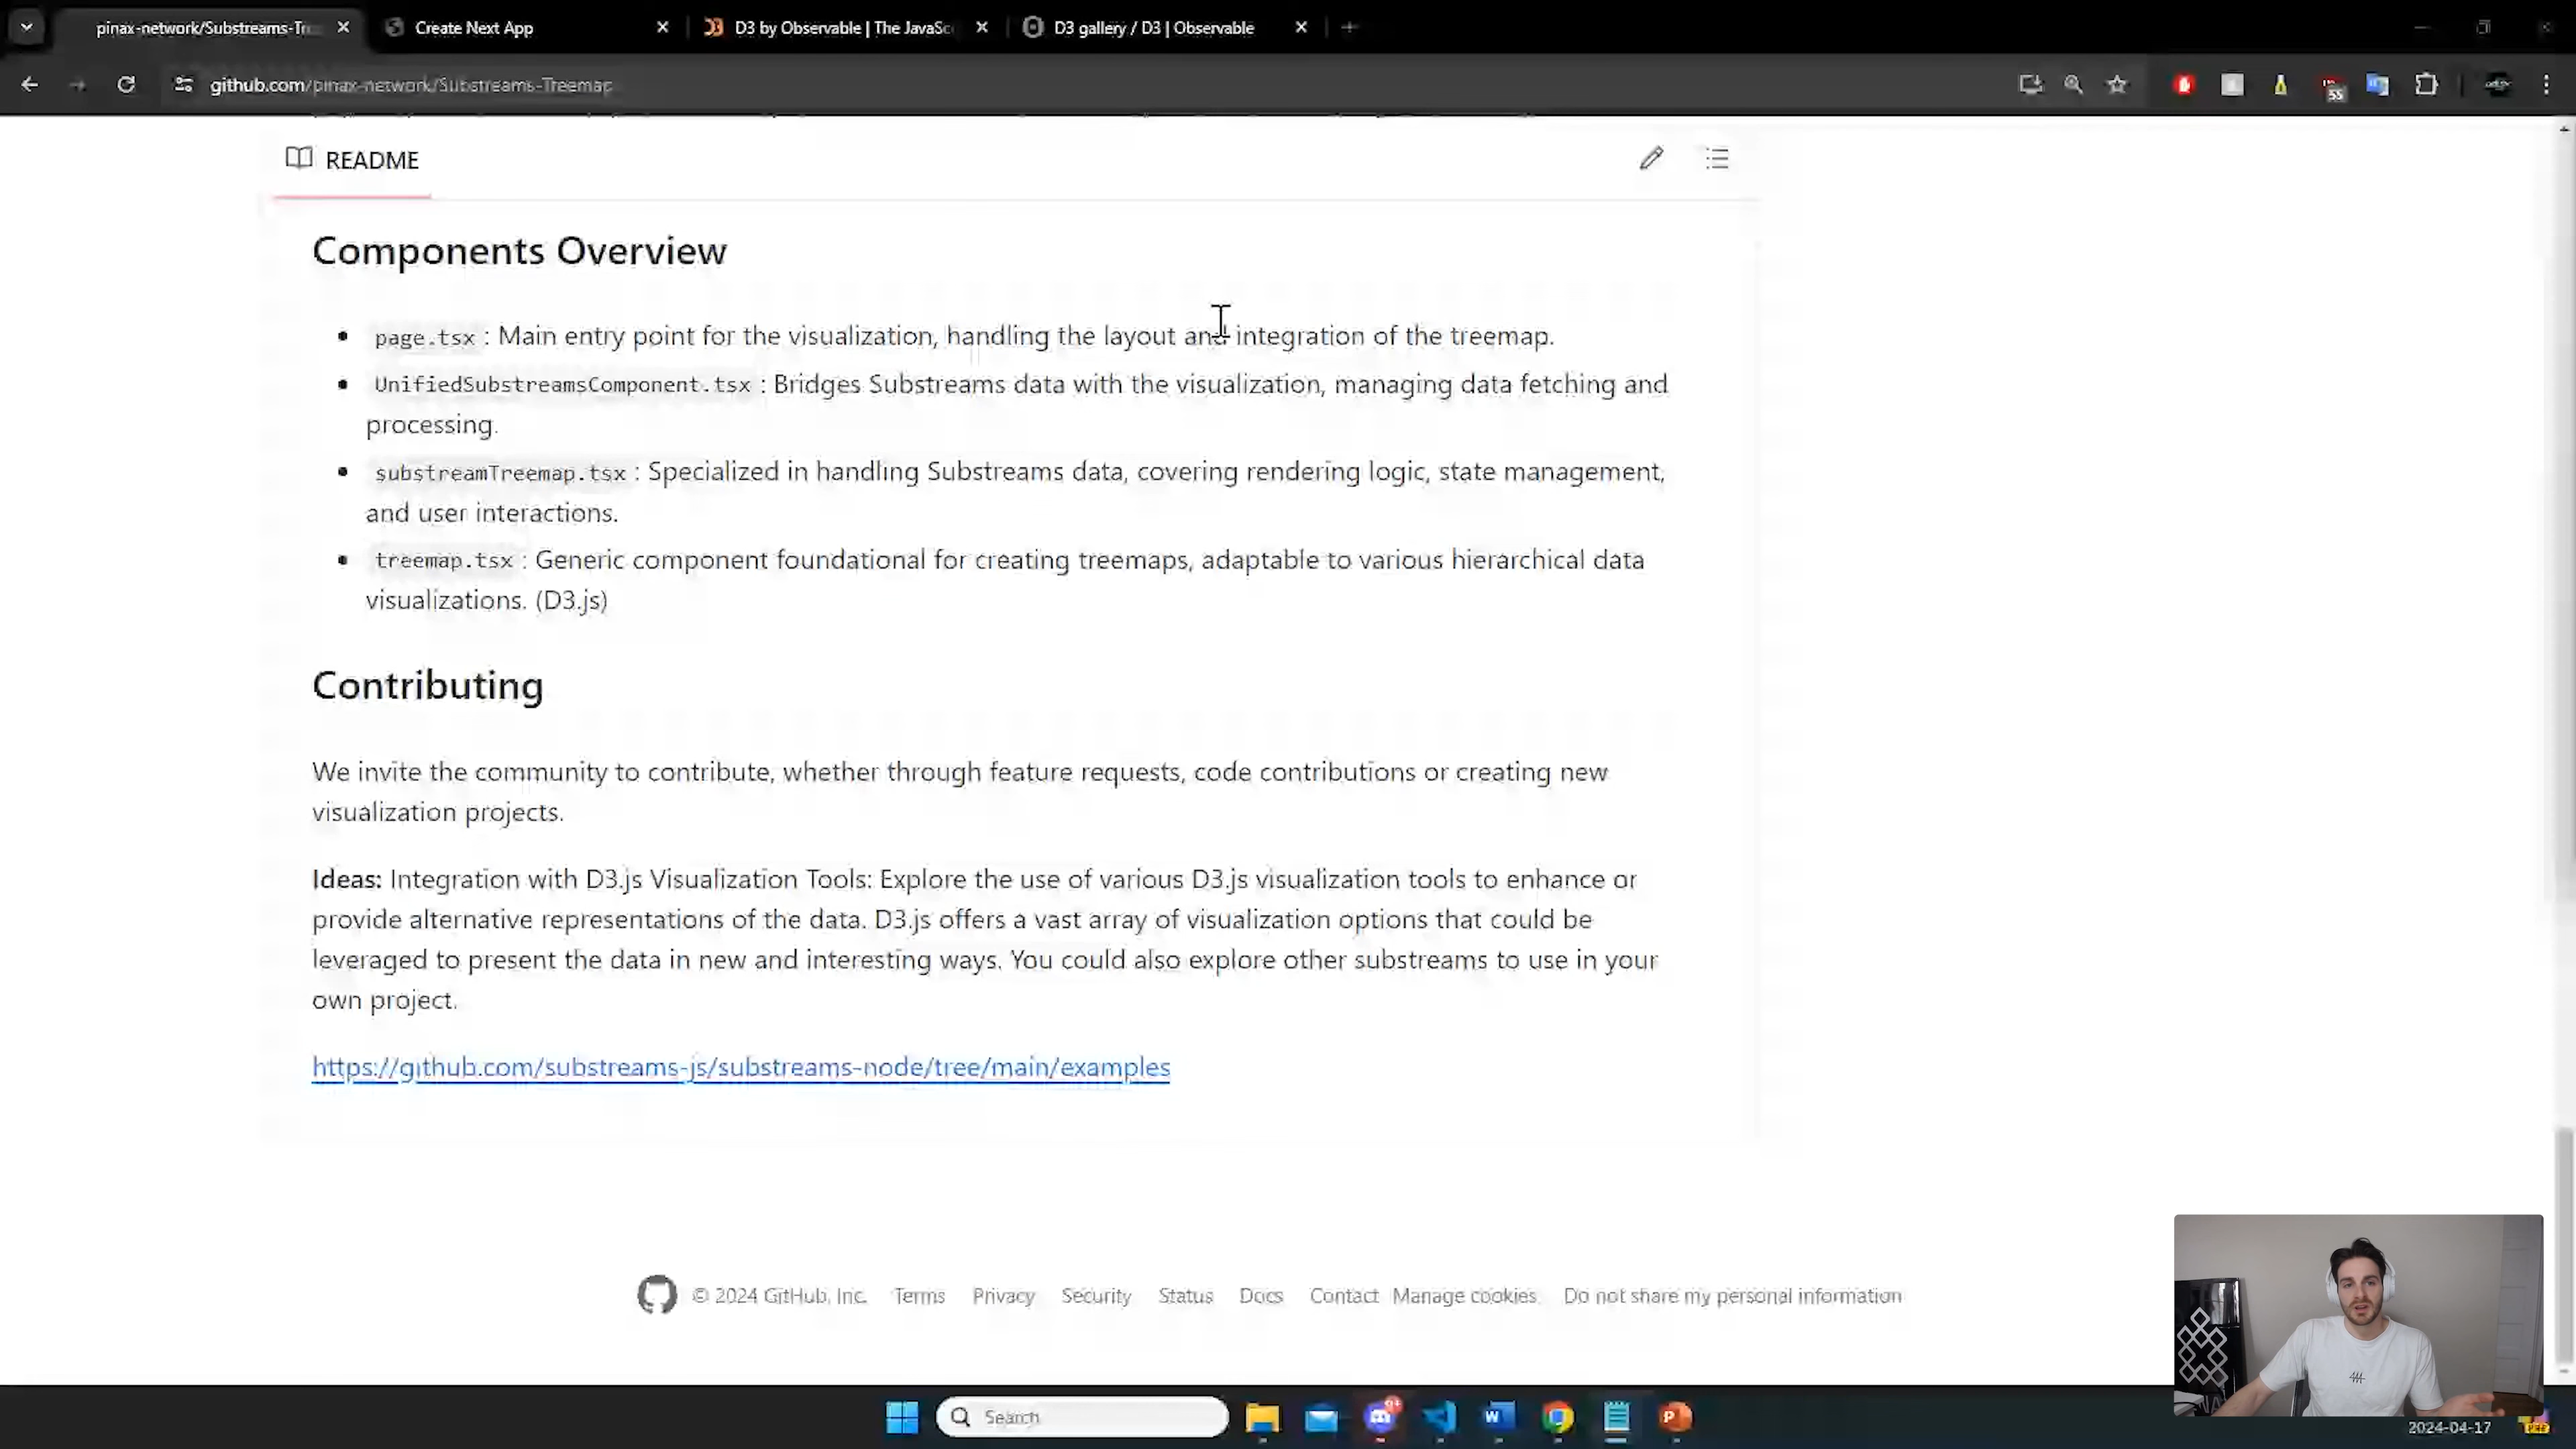 pinax-network/Substreams-Tre
Create Next App
D3 by Observable | The JavaSc
D3 gallery / D3 | Observable
github.com/pinax-network/Substreams-Treemap
55
README
Components Overview
page.tsx : Main entry point for the visualization, handling the layout and integration of the treemap.
UnifiedSubstreamsComponent.tsx : Bridges Substreams data with the visualization, managing data fetching and
processing.
substreamTreemap.tsx : Specialized in handling Substreams data, covering rendering logic, state management,
and user interactions.
treemap.tsx : Generic component foundational for creating treemaps, adaptable to various hierarchical data
visualizations. (D3.js)
Contributing
We invite the community to contribute, whether through feature requests, code contributions or creating new
visualization projects.
Ideas: Integration with D3.js Visualization Tools: Explore the use of various D3.js visualization tools to enhance or
provide alternative representations of the data. D3.js offers a vast array of visualization options that could be
leveraged to present the data in new and interesting ways. You could also explore other substreams to use in your
own project.
https://github.com/substreams-js/substreams-node/tree/main/examples
© 2024 GitHub, Inc. Terms Privacy Security Status Docs Contact Manage cookies Do not share my personal information
Search
2024-04-17